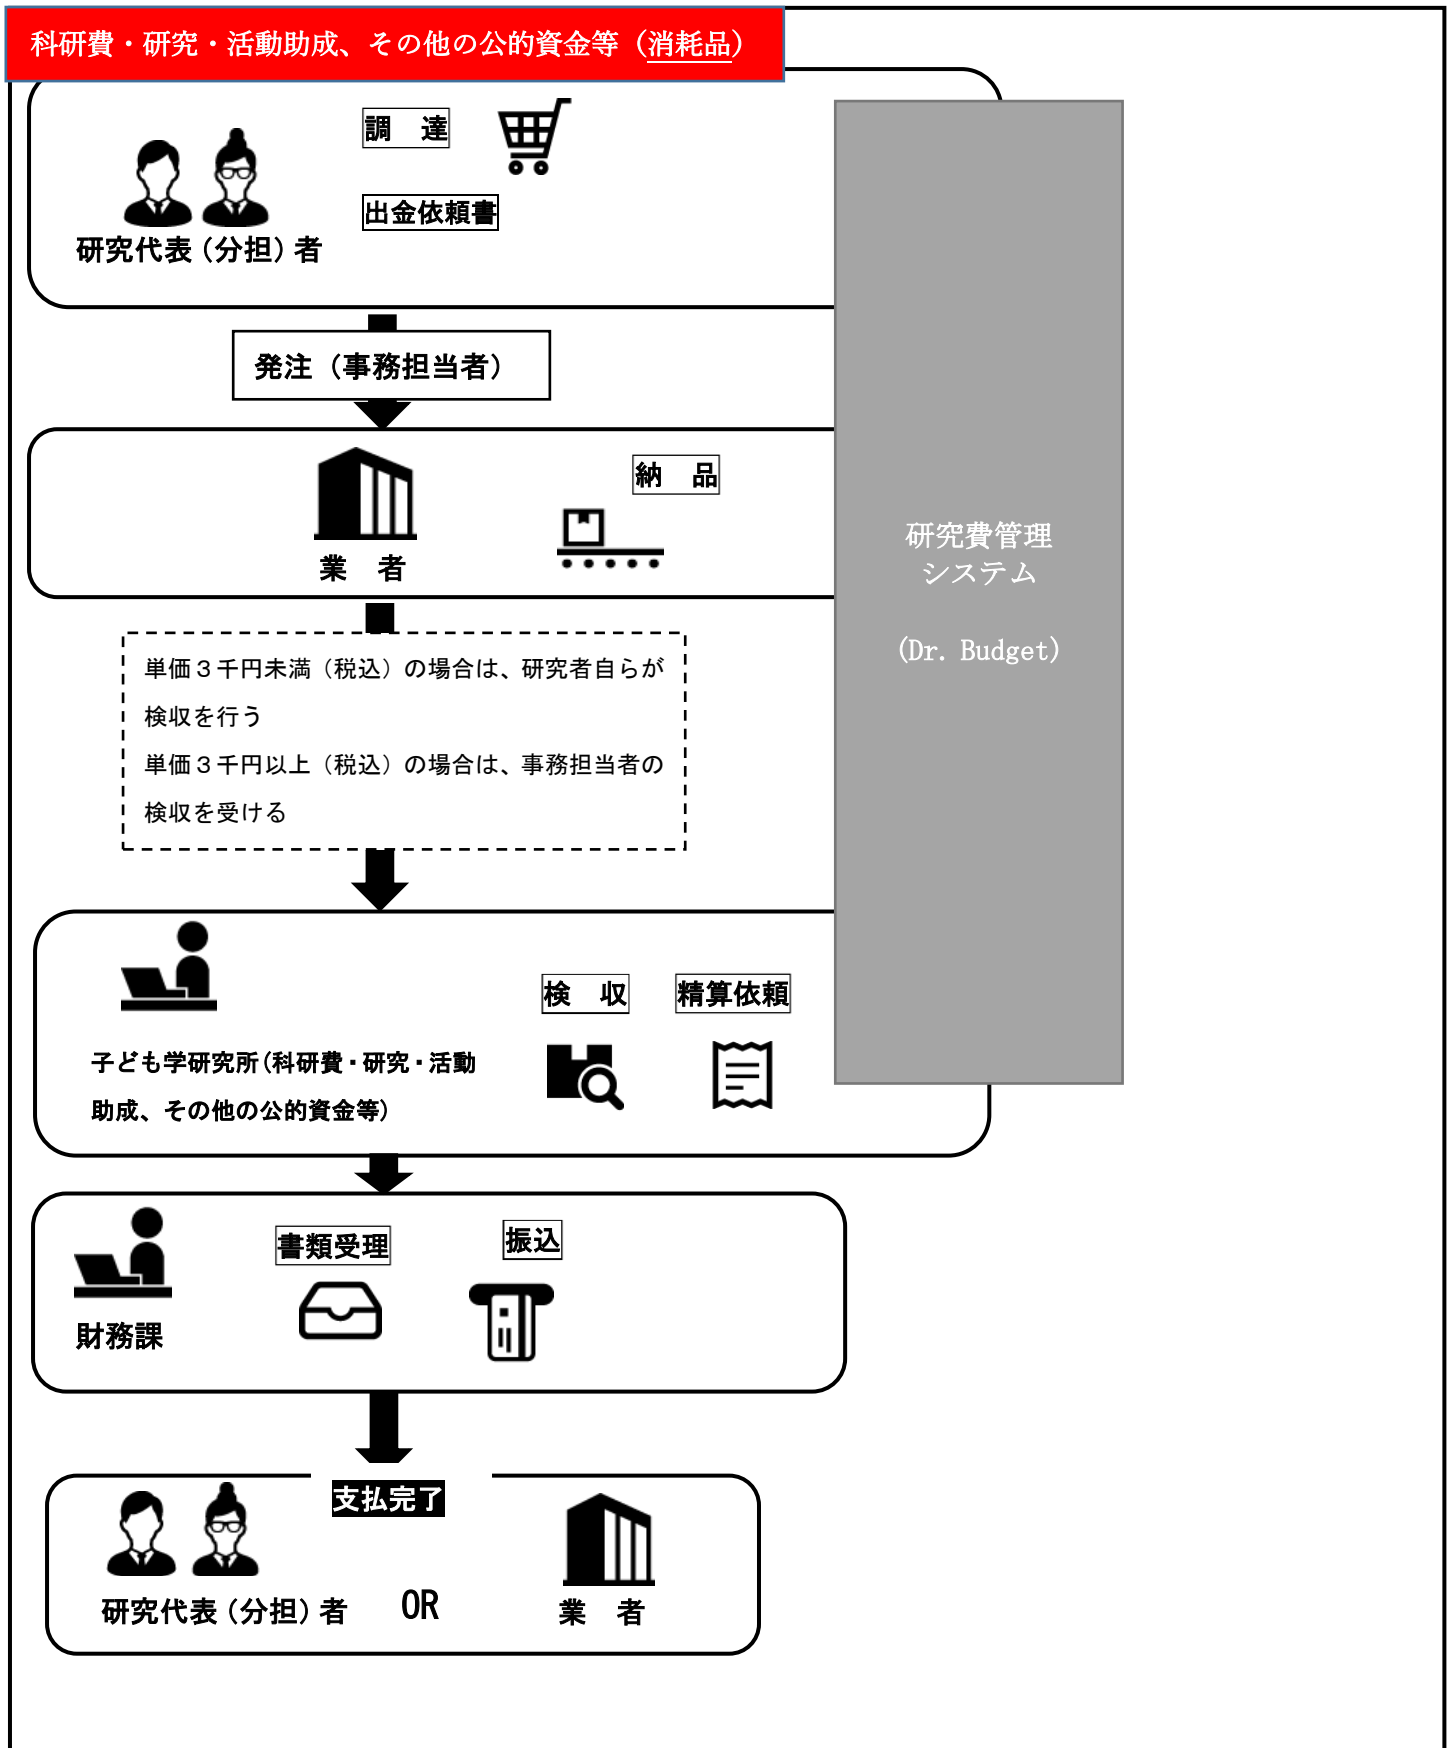 科研費・研究・活動助成、その他の公的資金等（消耗品）
調　達
出金依頼書
研究代表（分担）者
発注（事務担当者）
納　品
業　者
研究費管理
システム
(Dr. Budget)
単価３千円未満（税込）の場合は、研究者自らが
検収を行う
単価３千円以上（税込）の場合は、事務担当者の
検収を受ける
検　収
精算依頼
子ども学研究所（科研費・研究・活動
助成、その他の公的資金等）
書類受理
振込
財務課
支払完了
研究代表（分担）者
OR
業　者